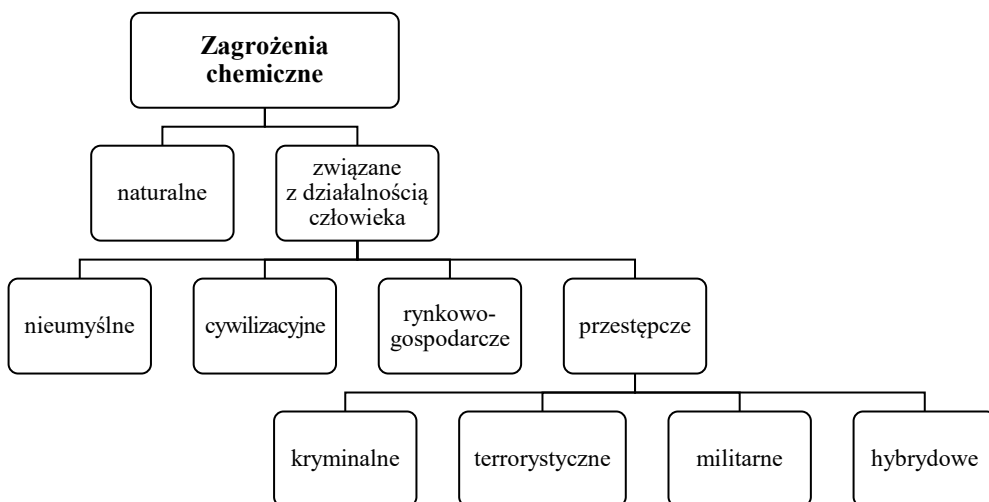 Zagrożenia
chemiczne
naturalne
związane
z działalnością
człowieka
nieumyślne
cywilizacyjne
rynkowo-
gospodarcze
przestępcze
kryminalne
terrorystyczne
militarne
hybrydowe